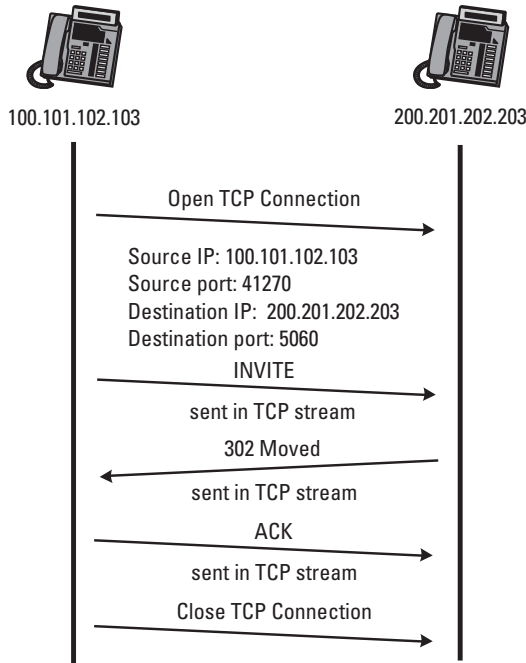 100.101.102.103
200.201.202.203
Open TCP Connection
Source IP: 100.101.102.103
Source port: 41270
Destination IP: 200.201.202.203
Destination port: 5060
INVITE
sent in TCP stream
302 Moved
sent in TCP stream
ACK
sent in TCP stream
Close TCP Connection